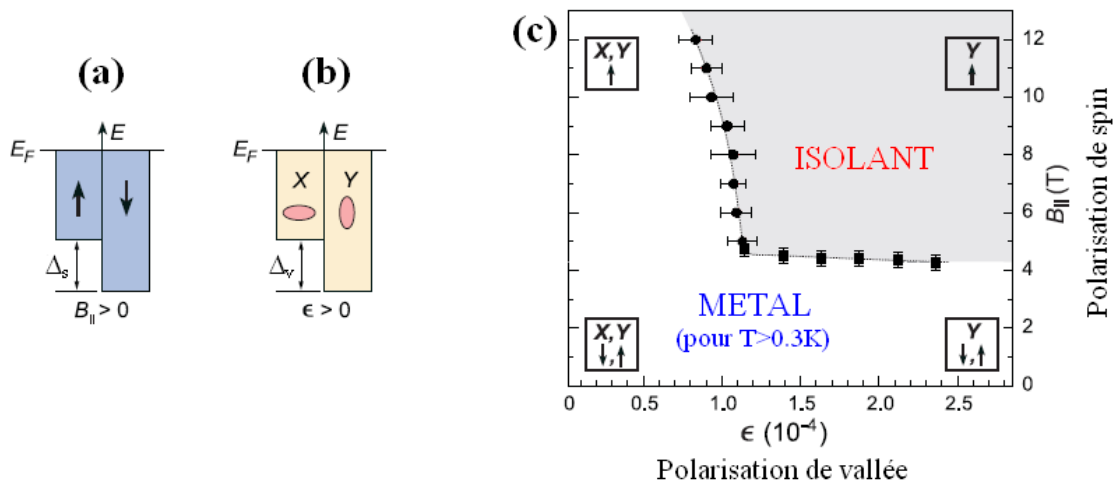 (a)
E
E_F
↑ ↓
Δs
B|| > 0
(b)
E
E_F
X Y
Δv
ϵ > 0
(c)
X,Y
↑
Y
↑
ISOLANT
METAL
(pour T>0.3K)
X,Y
↓,↑
Y
↓,↑
12
10
8
6
4
2
0
B|| (T)
Polarisation de spin
0 0.5 1.0 1.5 2.0 2.5
ϵ (10⁻⁴)
Polarisation de vallée